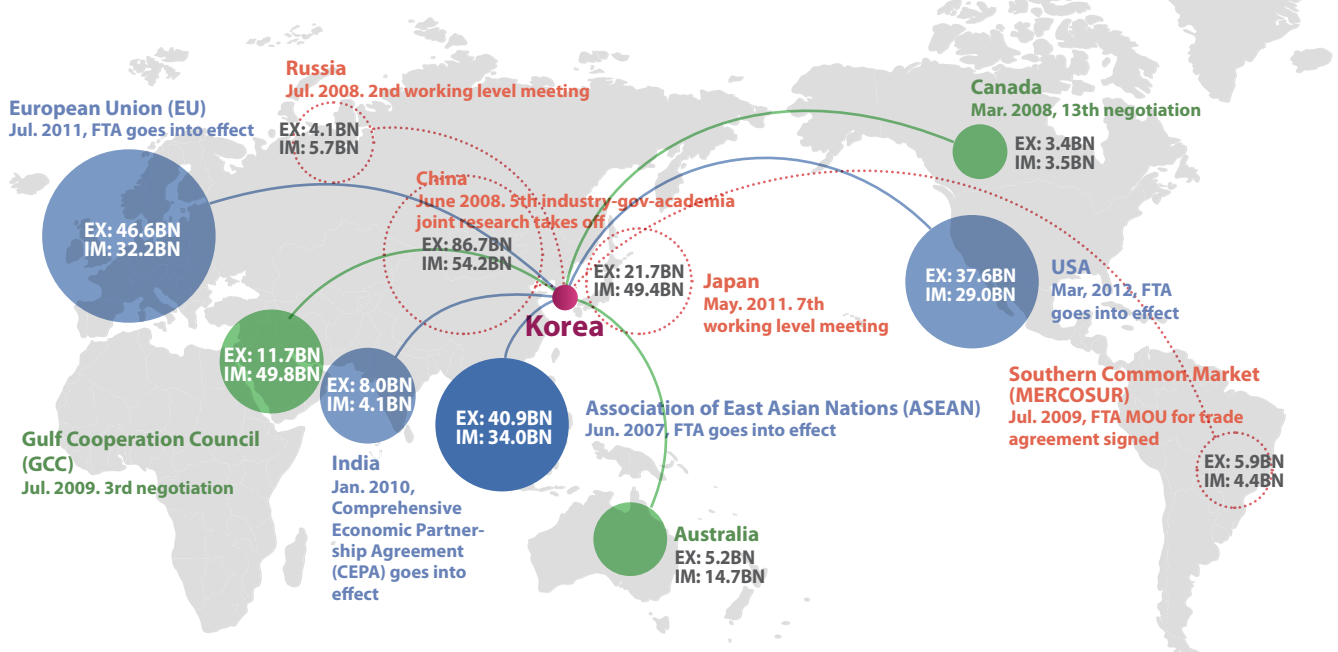 Russia
Jul. 2008. 2nd working level meeting
EX: 4.1BN
IM: 5.7BN
European Union (EU)
Jul. 2011, FTA goes into effect
EX: 46.6BN
IM: 32.2BN
Canada
Mar. 2008, 13th negotiation
EX: 3.4BN
IM: 3.5BN
China
June 2008. 5th industry-gov-academia
joint research takes off
EX: 86.7BN
IM: 54.2BN
EX: 21.7BN
IM: 49.4BN
Japan
May. 2011. 7th
working level meeting
EX: 37.6BN
IM: 29.0BN
USA
Mar, 2012, FTA
goes into effect
Korea
EX: 11.7BN
IM: 49.8BN
Gulf Cooperation Council
(GCC)
Jul. 2009. 3rd negotiation
EX: 8.0BN
IM: 4.1BN
India
Jan. 2010,
Comprehensive
Economic Partner-
ship Agreement
(CEPA) goes into
effect
EX: 40.9BN
IM: 34.0BN
Association of East Asian Nations (ASEAN)
Jun. 2007, FTA goes into effect
Southern Common Market
(MERCOSUR)
Jul. 2009, FTA MOU for trade
agreement signed
EX: 5.9BN
IM: 4.4BN
Australia
EX: 5.2BN
IM: 14.7BN